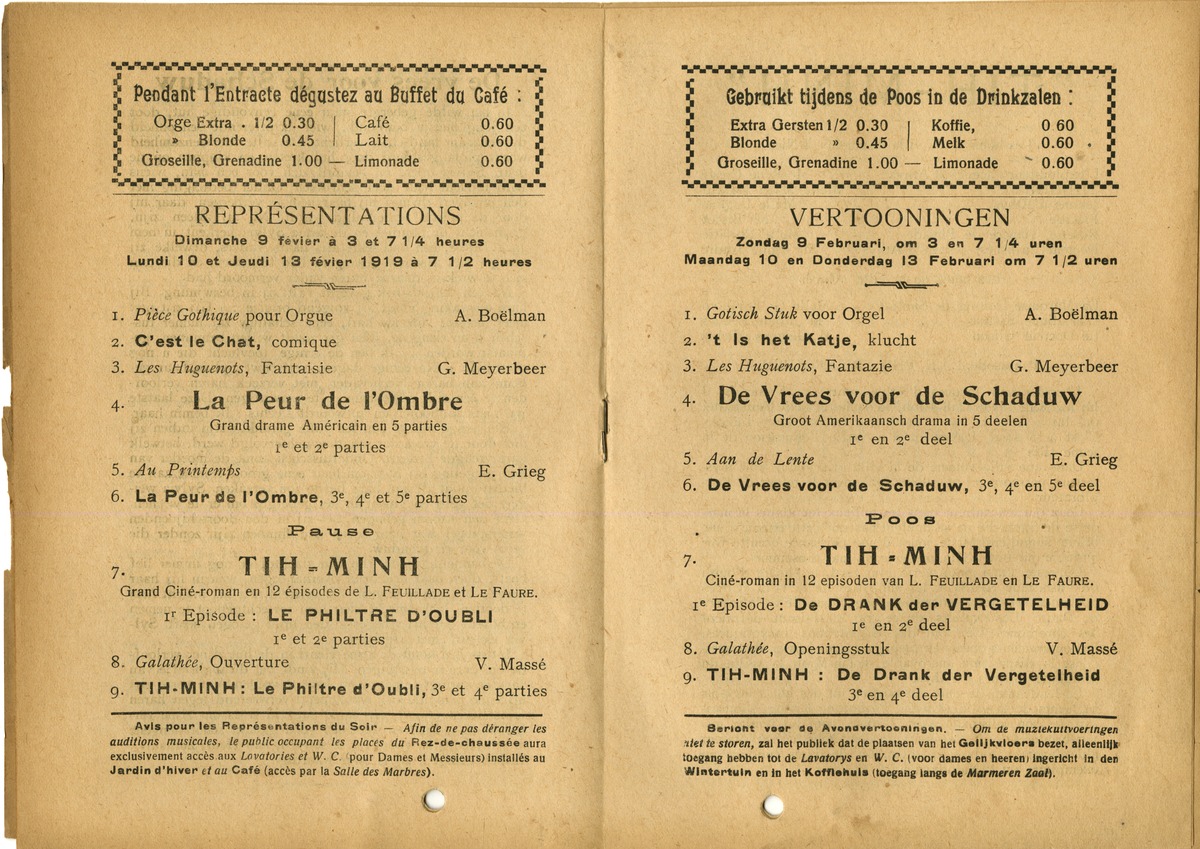 Pendant l'Entracte dégustez au Buffet du Café :
Orge Extra . 1/2 0.30 | Café 0.60
» Blonde 0.45 | Lait 0.60
Groseille, Grenadine 1.00 — Limonade 0.60
REPRÉSENTATIONS
Dimanche 9 févier à 3 et 7 1/4 heures
Lundi 10 et Jeudi 13 févier 1919 à 7 1/2 heures
1. Pièce Gothique pour Orgue A. Boëlman
2. C'est le Chat, comique
3. Les Huguenots, Fantaisie G. Meyerbeer
4. La Peur de l'Ombre
Grand drame Américain en 5 parties
1e et 2e parties
5. Au Printemps E. Grieg
6. La Peur de l'Ombre, 3e, 4e et 5e parties
Pause
7. TIH-MINH
Grand Ciné-roman en 12 épisodes de L. FEUILLADE et LE FAURE.
1r Episode : LE PHILTRE D'OUBLI
1e et 2e parties
8. Galathée, Ouverture V. Massé
9. TIH-MINH : Le Philtre d'Oubli, 3e et 4e parties
Avis pour les Représentations du Soir — Afin de ne pas déranger les
auditions musicales, le public occupant les places du Rez-de-chaussée aura
exclusivement accès aux Lavatories et W. C. (pour Dames et Messieurs) installés au
Jardin d'hiver et au Café (accès par la Salle des Marbres).
Gebruikt tijdens de Poos in de Drinkzalen :
Extra Gersten 1/2 0.30 | Koffie, 0 60
Blonde » 0.45 | Melk 0.60
Groseille, Grenadine 1.00 — Limonade 0.60
VERTOONINGEN
Zondag 9 Februari, om 3 en 7 1/4 uren
Maandag 10 en Donderdag 13 Februari om 7 1/2 uren
1. Gotisch Stuk voor Orgel A. Boëlman
2. 't Is het Katje, klucht
3. Les Huguenots, Fantazie G. Meyerbeer
4. De Vrees voor de Schaduw
Groot Amerikaansch drama in 5 deelen
1e en 2e deel
5. Aan de Lente E. Grieg
6. De Vrees voor de Schaduw, 3e, 4e en 5e deel
Poos
7. TIH-MINH
Ciné-roman in 12 episoden van L. FEUILLADE en LE FAURE.
1e Episode : De DRANK der VERGETELHEID
1e en 2e deel
8. Galathée, Openingsstuk V. Massé
9. TIH-MINH : De Drank der Vergetelheid
3e en 4e deel
Bericht voor de Avondvertooningen. — Om de muziekuitvoeringen
niet te storen, zal het publiek dat de plaatsen van het Gelijkvloers bezet, alleenlijk
toegang hebben tot de Lavatorys en W. C. (voor dames en heeren) ingericht in den
Wintertuin en in het Koffiehuis (toegang langs de Marmeren Zaal).